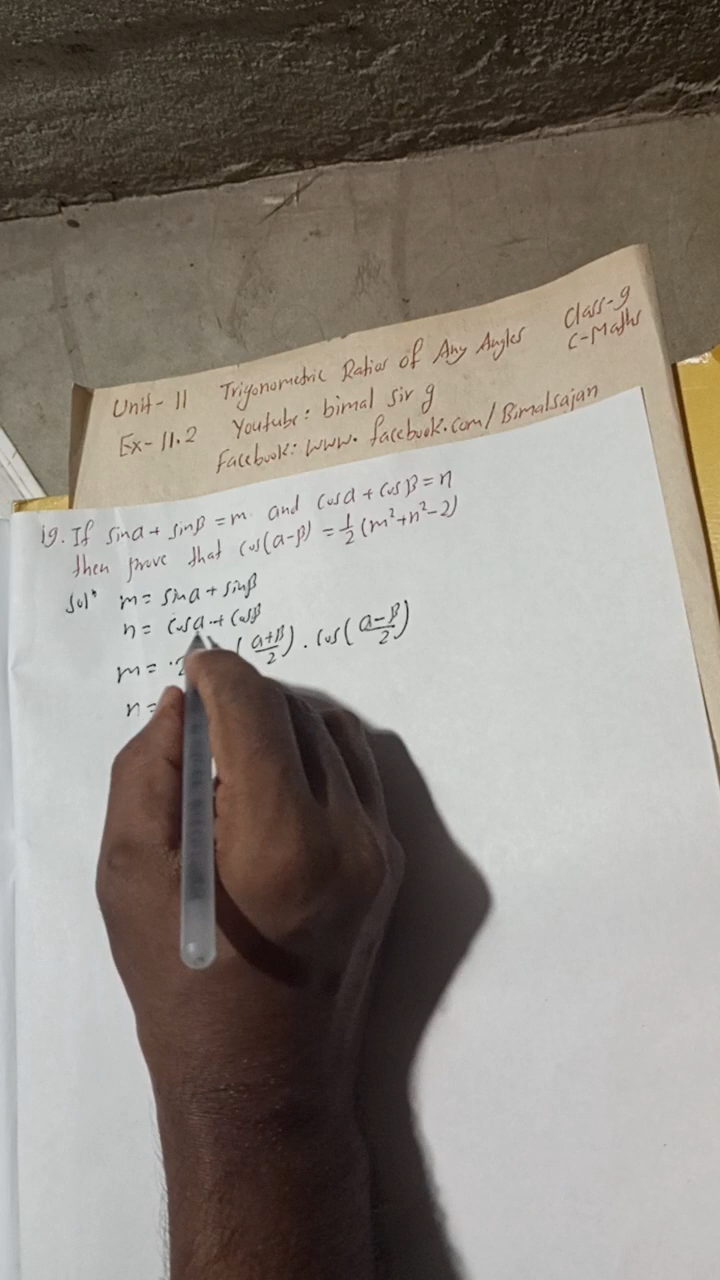 Unit-11 Trigonometric Ratios of Any Angles Class-9
Ex-11.2 Youtube: bimal sir g C-Maths
Facebook: www.facebook.com/Bimalsajan
19. If sinα + sinβ = m and cosα + cosβ = n
then prove that cos(α-β) = 1/2 (m²+n²-2)
Solⁿ m = sinα + sinβ
n = cosα + cosβ
m = 2 (α+β/2) . cos(α-β/2)
n =